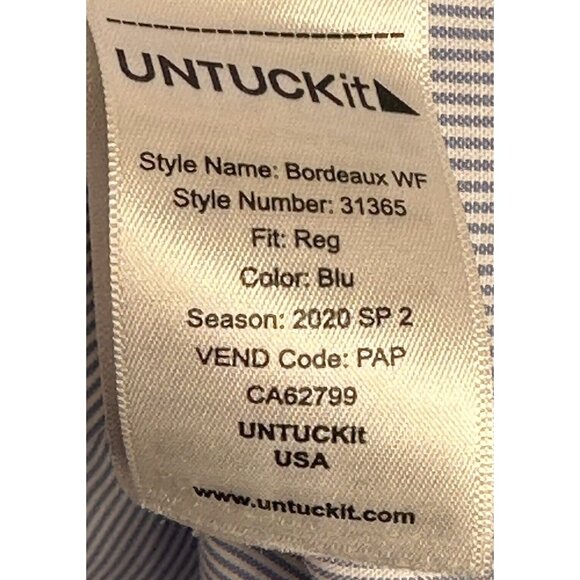 UNTUCKit
Style Name: Bordeaux WF
Style Number: 31365
Fit: Reg
Color: Blu
Season: 2020 SP 2
VEND Code: PAP
CA62799
UNTUCKit
USA
www.untuckit.com